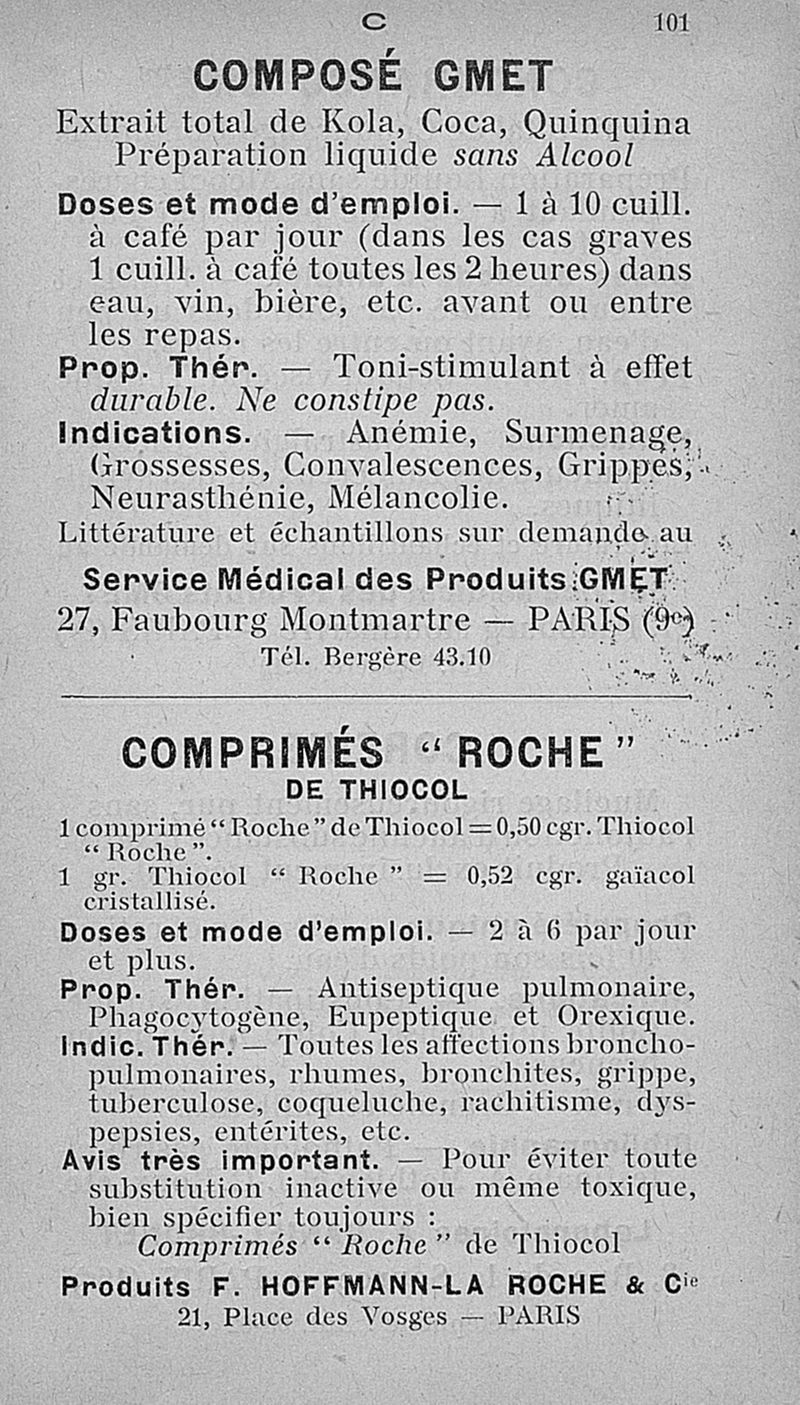 C 101
COMPOSÉ GMET
Extrait total de Kola, Coca, Quinquina
Préparation liquide sans Alcool
Doses et mode d'emploi. — 1 à 10 cuill.
à café par jour (dans les cas graves
1 cuill. à café toutes les 2 heures) dans
eau, vin, bière, etc. avant ou entre
les repas.
Prop. Thér. — Toni-stimulant à effet
durable. Ne constipe pas.
Indications. — Anémie, Surmenage,
Grossesses, Convalescences, Grippes,
Neurasthénie, Mélancolie.
Littérature et échantillons sur demande au
Service Médical des Produits GMET
27, Faubourg Montmartre — PARIS (9e)
Tél. Bergère 43.10
COMPRIMÉS “ ROCHE ”
DE THIOCOL
1 comprimé “ Roche ” de Thiocol = 0,50 cgr. Thiocol
“ Roche ”.
1 gr. Thiocol “ Roche ” = 0,52 cgr. gaïacol
cristallisé.
Doses et mode d'emploi. — 2 à 6 par jour
et plus.
Prop. Thér. — Antiseptique pulmonaire,
Phagocytogène, Eupeptique et Orexique.
Indic. Thér. — Toutes les affections broncho-
pulmonaires, rhumes, bronchites, grippe,
tuberculose, coqueluche, rachitisme, dys-
pepsies, entérites, etc.
Avis très important. — Pour éviter toute
substitution inactive ou même toxique,
bien spécifier toujours :
Comprimés “ Roche ” de Thiocol
Produits F. HOFFMANN-LA ROCHE & Cie
21, Place des Vosges — PARIS